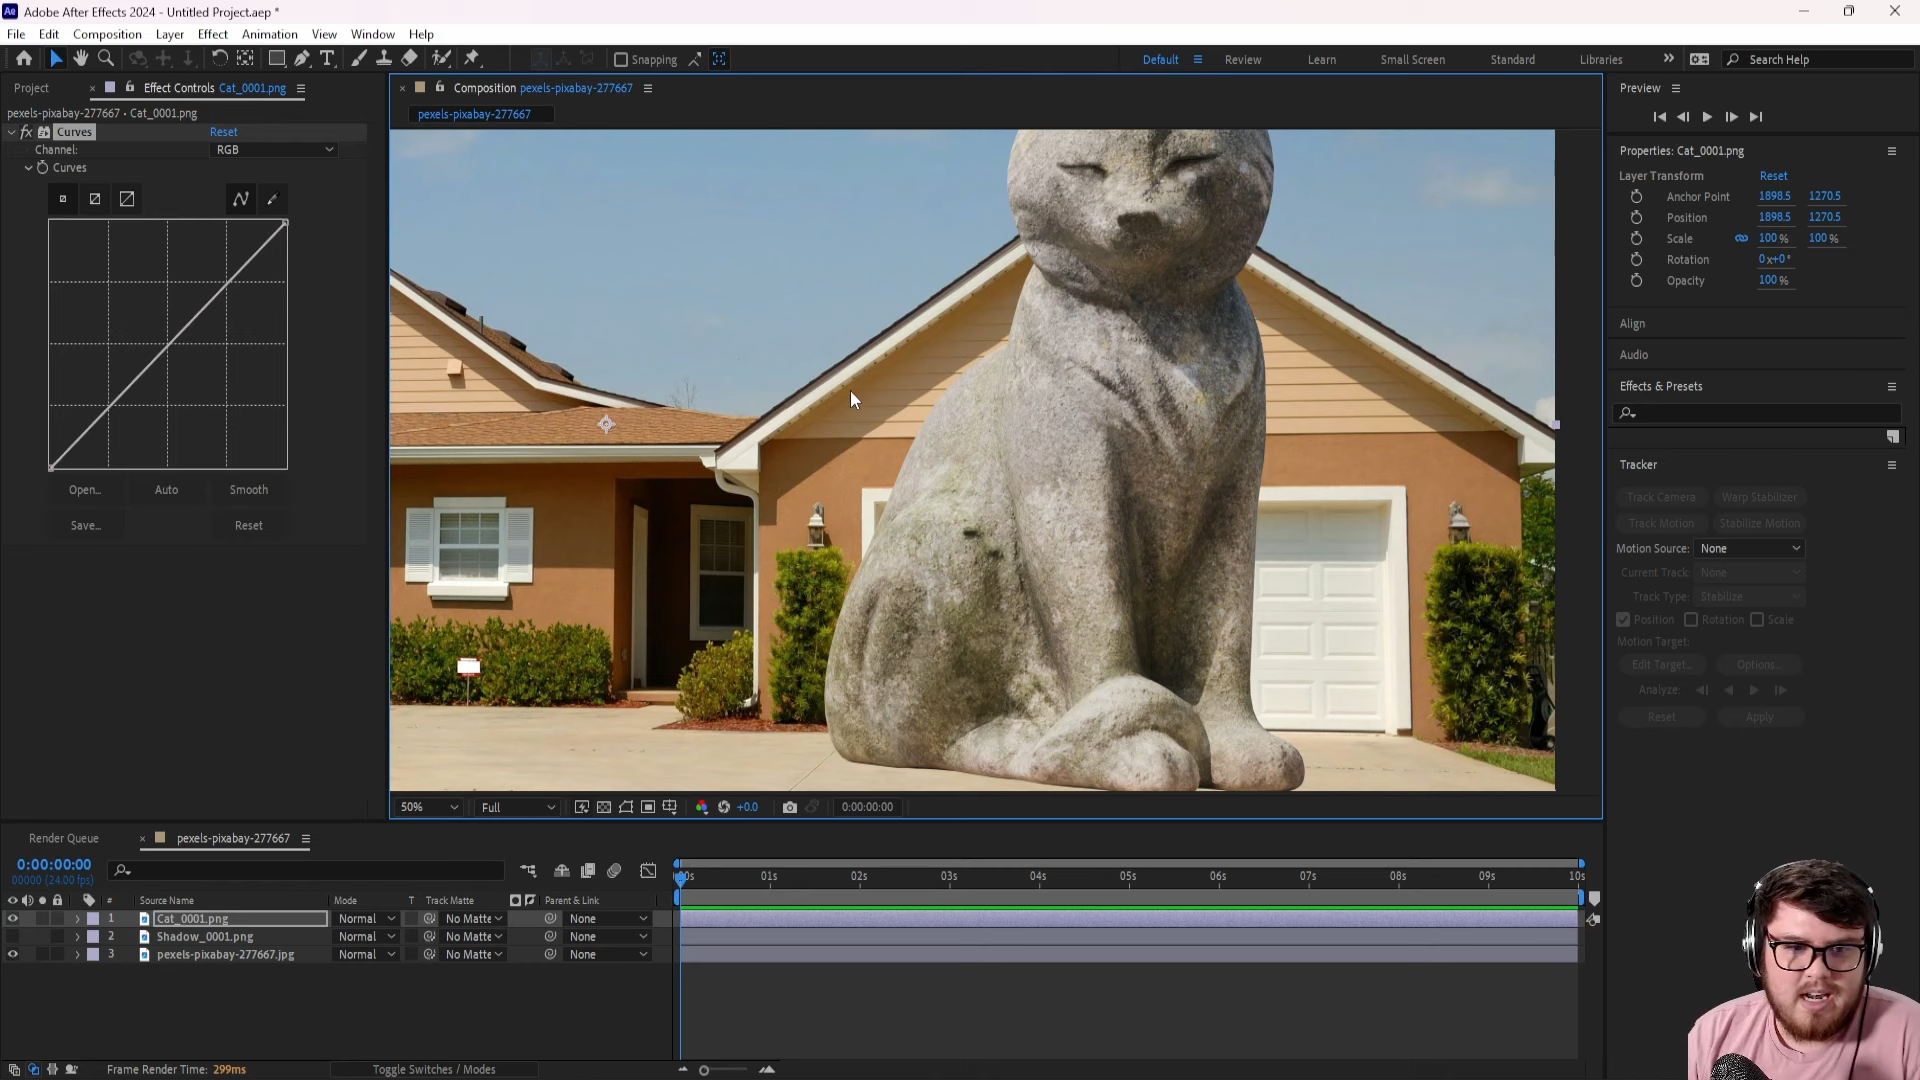 Ae Adobe After Effects 2024 - Untitled Project.aep *
File Edit Composition Layer Effect Animation View Window Help
Snapping Default Review Learn Small Screen Standard Libraries Search Help
Project Effect Controls Cat_0001.png
pexels-pixabay-277667 • Cat_0001.png
fx Curves Reset
Channel: RGB
Curves
Open... Auto Smooth
Save... Reset
Composition pexels-pixabay-277667
pexels-pixabay-277667
50% Full +0.0 0:00:00:00
Preview
Properties: Cat_0001.png
Layer Transform Reset
Anchor Point 1898.5 1270.5
Position 1898.5 1270.5
Scale 100 % 100 %
Rotation 0x+0°
Opacity 100 %
Align
Audio
Effects & Presets
Tracker
Track Camera Warp Stabilizer
Track Motion Stabilize Motion
Motion Source: None
Current Track: None
Track Type: Stabilize
Position Rotation Scale
Motion Target:
Edit Target... Options...
Analyze:
Reset Apply
Render Queue pexels-pixabay-277667
0:00:00:00
00000 (24.00 fps)
00s 01s 02s 03s 04s 05s 06s 07s 08s 09s 10s
# Source Name Mode T Track Matte Parent & Link
1 Cat_0001.png Normal No Matte None
2 Shadow_0001.png Normal No Matte None
3 pexels-pixabay-277667.jpg Normal No Matte None
Frame Render Time: 299ms Toggle Switches / Modes